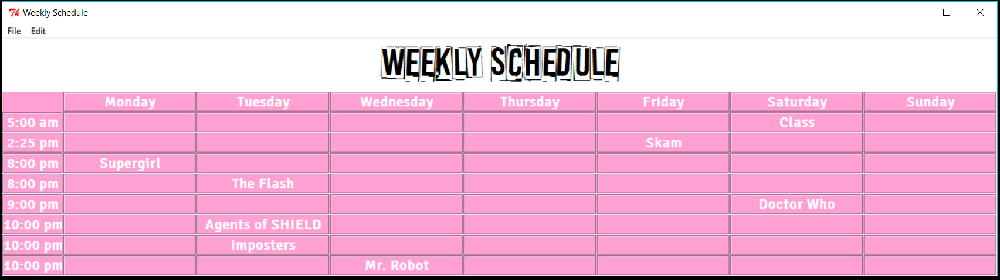 Weekly Schedule
File Edit
WEEKLY SCHEDULE
Monday Tuesday Wednesday Thursday Friday Saturday Sunday
5:00 am Class
2:25 pm Skam
8:00 pm Supergirl
8:00 pm The Flash
9:00 pm Doctor Who
10:00 pm Agents of SHIELD
10:00 pm Imposters
10:00 pm Mr. Robot